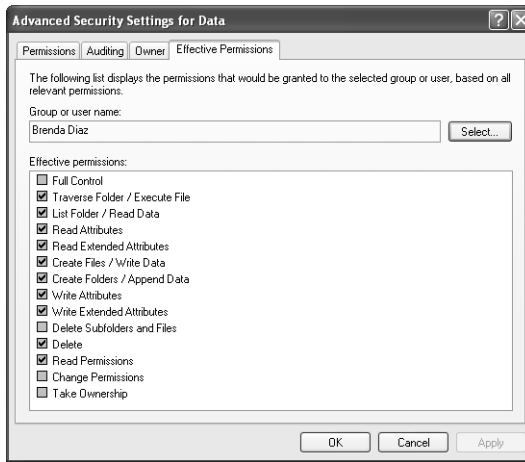 Advanced Security Settings for Data
Permissions Auditing Owner Effective Permissions
The following list displays the permissions that would be granted to the selected group or user, based on all
relevant permissions.
Group or user name:
Brenda Diaz
Select...
Effective permissions:
Full Control
Traverse Folder / Execute File
List Folder / Read Data
Read Attributes
Read Extended Attributes
Create Files / Write Data
Create Folders / Append Data
Write Attributes
Write Extended Attributes
Delete Subfolders and Files
Delete
Read Permissions
Change Permissions
Take Ownership
OK Cancel Apply